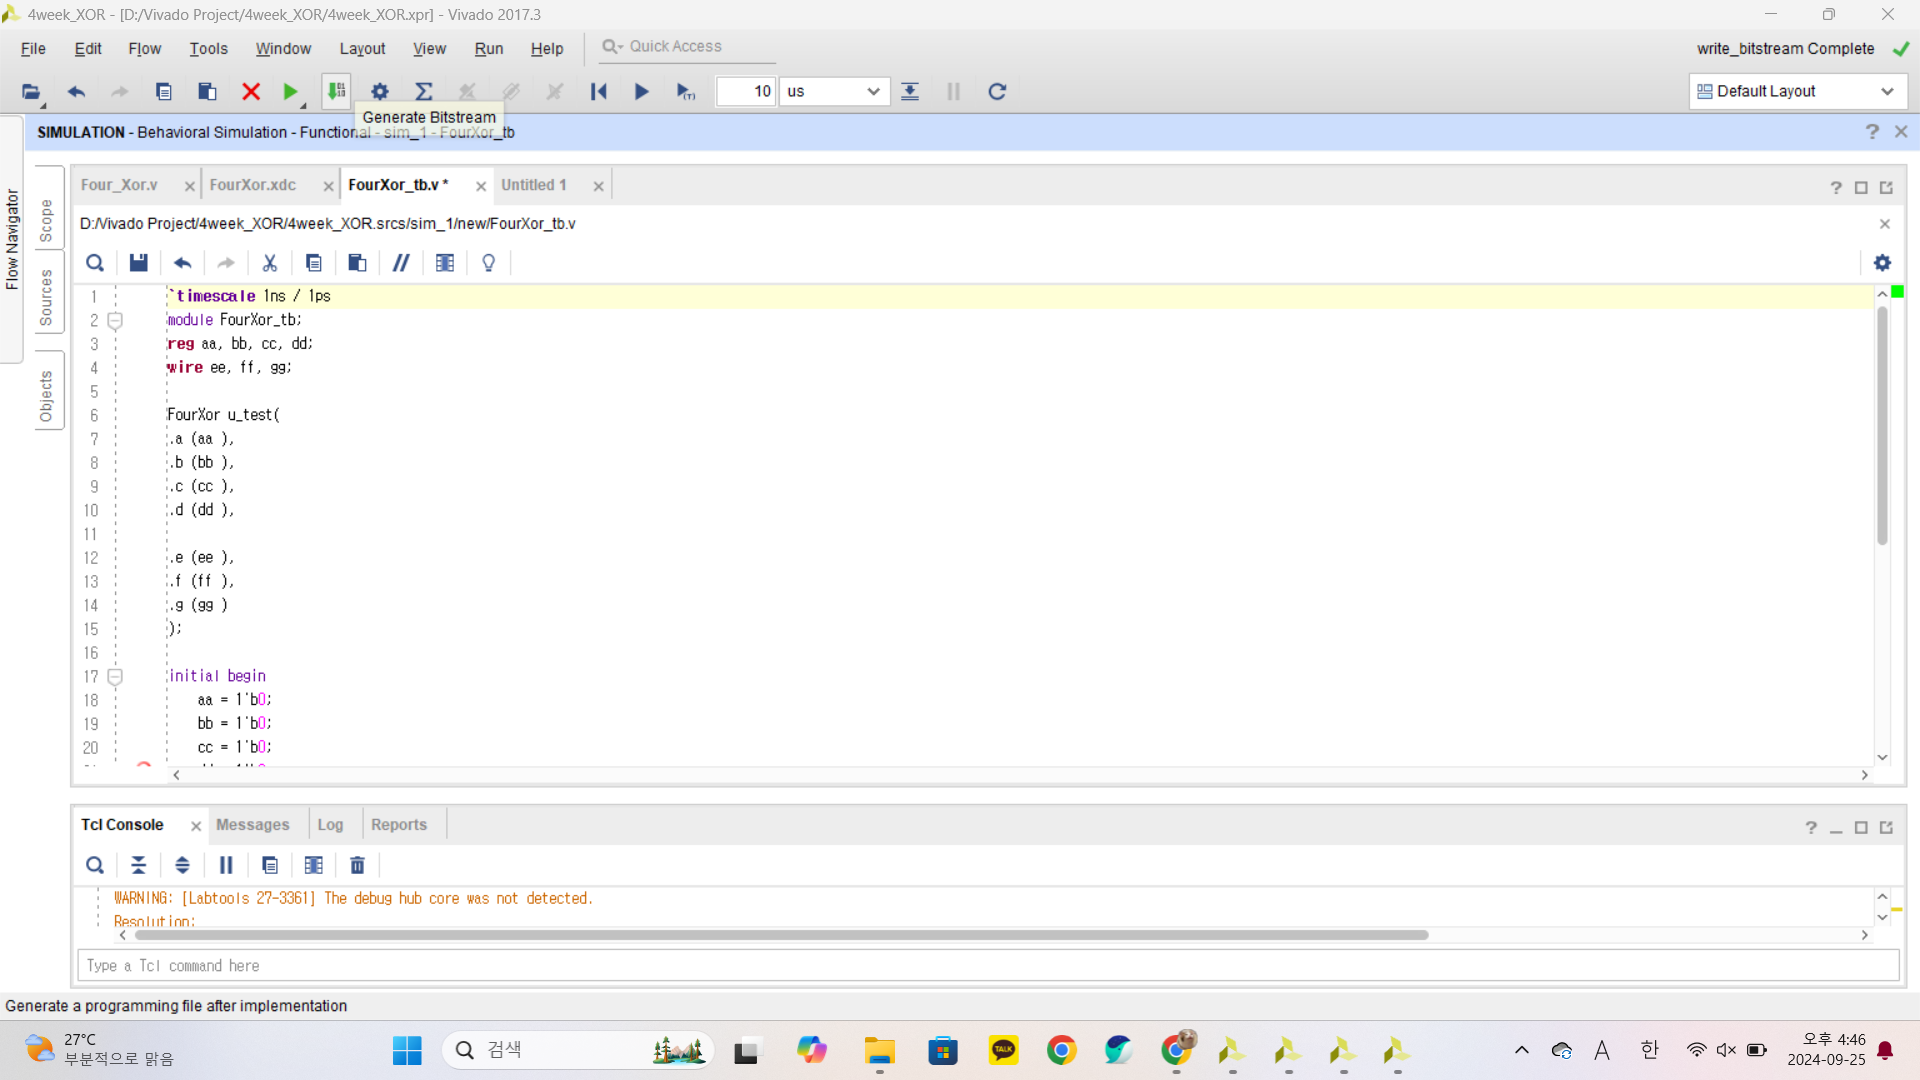 4week_XOR - [D:/Vivado Project/4week_XOR/4week_XOR.xpr] - Vivado 2017.3
File Edit Flow Tools Window Layout View Run Help Quick Access
write_bitstream Complete
10 us
Default Layout
Generate Bitstream
SIMULATION - Behavioral Simulation - Functional - sim_1 - FourXor_tb
Flow Navigator
Scope
Sources
Objects
Four_Xor.v FourXor.xdc FourXor_tb.v * Untitled 1
D:/Vivado Project/4week_XOR/4week_XOR.srcs/sim_1/new/FourXor_tb.v
1 `timescale 1ns / 1ps
2 module FourXor_tb;
3 reg aa, bb, cc, dd;
4 wire ee, ff, gg;
5
6 FourXor u_test(
7 .a (aa ),
8 .b (bb ),
9 .c (cc ),
10 .d (dd ),
11
12 .e (ee ),
13 .f (ff ),
14 .g (gg )
15 );
16
17 initial begin
18 aa = 1'b0;
19 bb = 1'b0;
20 cc = 1'b0;
Tcl Console Messages Log Reports
WARNING: [Labtools 27-3361] The debug hub core was not detected.
Resolution:
Type a Tcl command here
Generate a programming file after implementation
27°C
부분적으로 맑음
검색
TALK
A 한
오후 4:46
2024-09-25